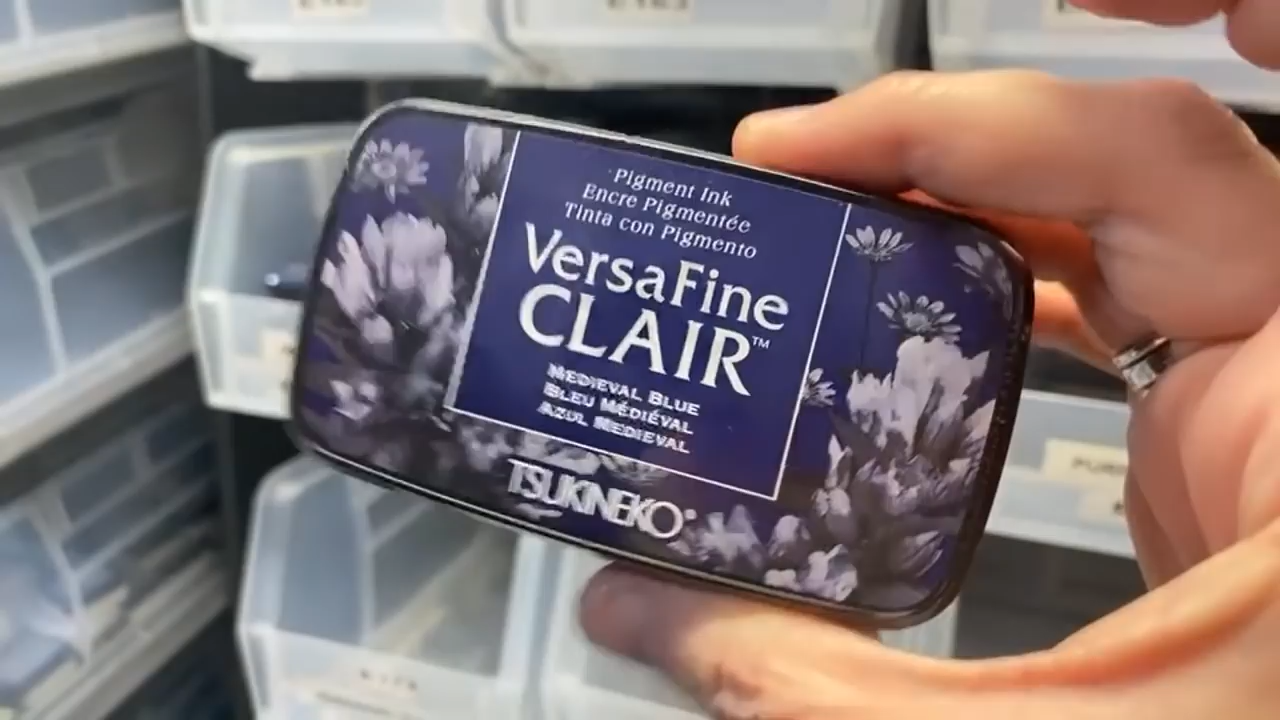 Pigment Ink
Encre Pigmentée
Tinta con Pigmento
VersaFine
CLAIR™
MEDIEVAL BLUE
BLEU MÉDIÉVAL
AZUL MEDIEVAL
TSUKINEKO®